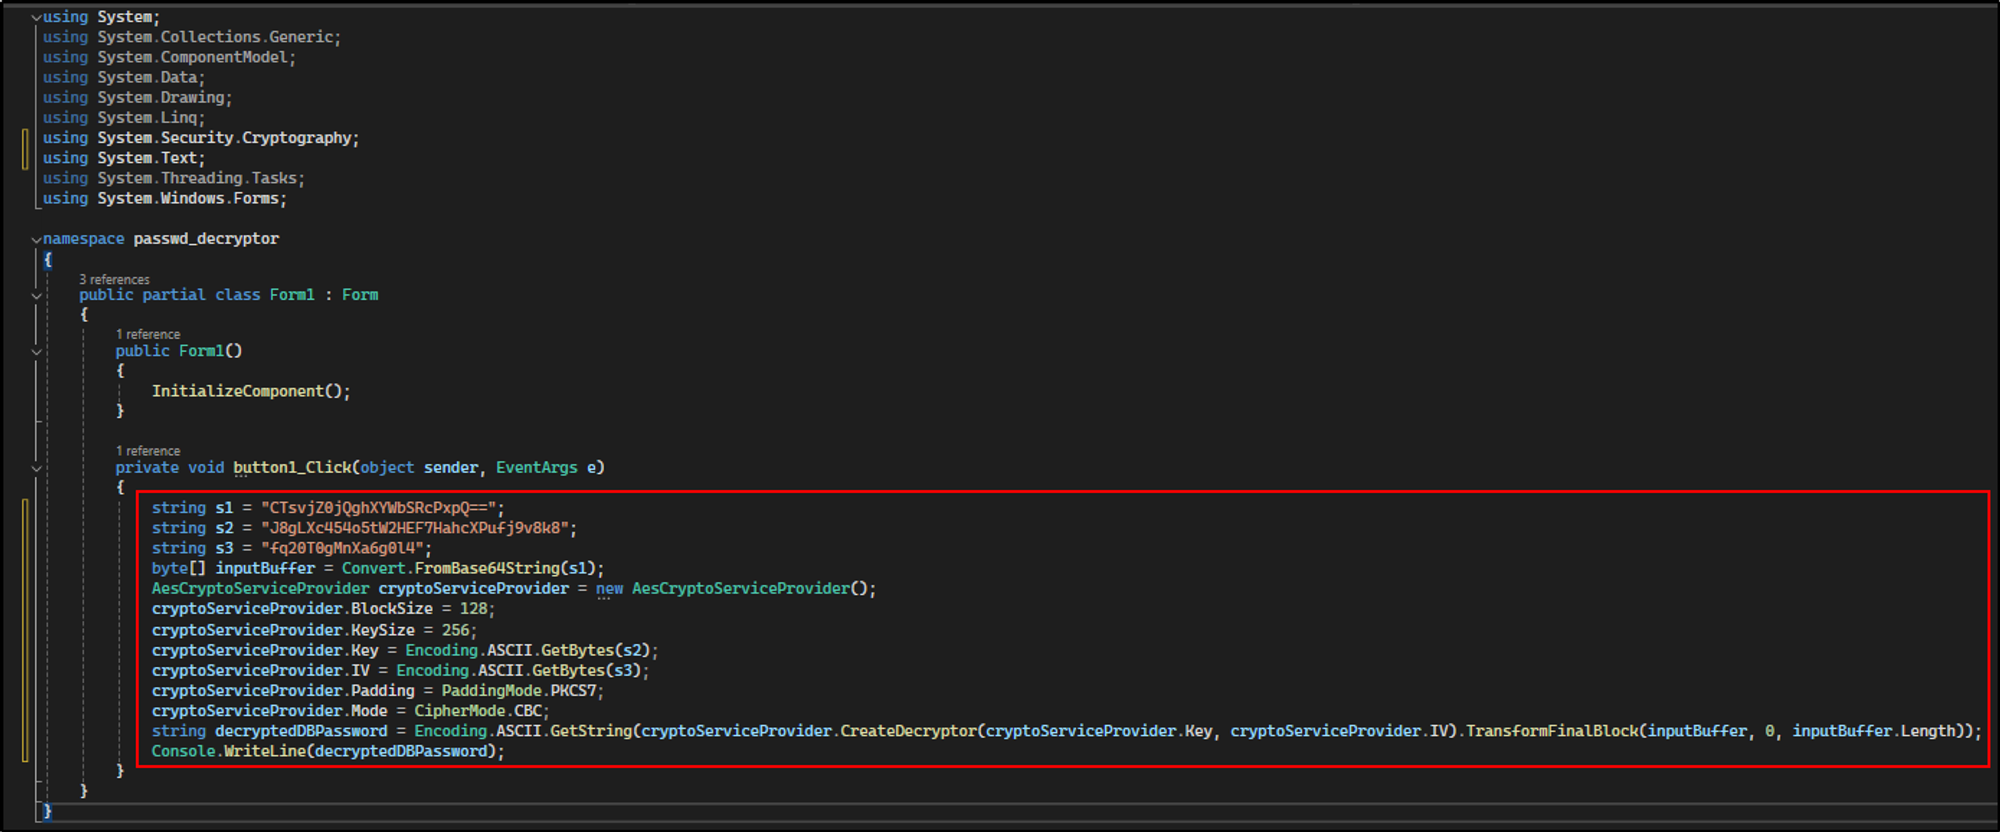 using System;
using System.Collections.Generic;
using System.ComponentModel;
using System.Data;
using System.Drawing;
using System.Linq;
using System.Security.Cryptography;
using System.Text;
using System.Threading.Tasks;
using System.Windows.Forms;
namespace passwd_decryptor
{
3 references
public partial class Form1 : Form
{
1 reference
public Form1()
{
InitializeComponent();
}
1 reference
private void button1_Click(object sender, EventArgs e)
{
string s1 = "CTsvjZ0jQghXYWbSRcPxpQ==";
string s2 = "J8gLXc454o5tW2HEF7HahcXPufj9v8k8";
string s3 = "fq20T0gMnXa6g0l4";
byte[] inputBuffer = Convert.FromBase64String(s1);
AesCryptoServiceProvider cryptoServiceProvider = new AesCryptoServiceProvider();
cryptoServiceProvider.BlockSize = 128;
cryptoServiceProvider.KeySize = 256;
cryptoServiceProvider.Key = Encoding.ASCII.GetBytes(s2);
cryptoServiceProvider.IV = Encoding.ASCII.GetBytes(s3);
cryptoServiceProvider.Padding = PaddingMode.PKCS7;
cryptoServiceProvider.Mode = CipherMode.CBC;
string decryptedDBPassword = Encoding.ASCII.GetString(cryptoServiceProvider.CreateDecryptor(cryptoServiceProvider.Key, cryptoServiceProvider.IV).TransformFinalBlock(inputBuffer, 0, inputBuffer.Length));
Console.WriteLine(decryptedDBPassword);
}
}
}